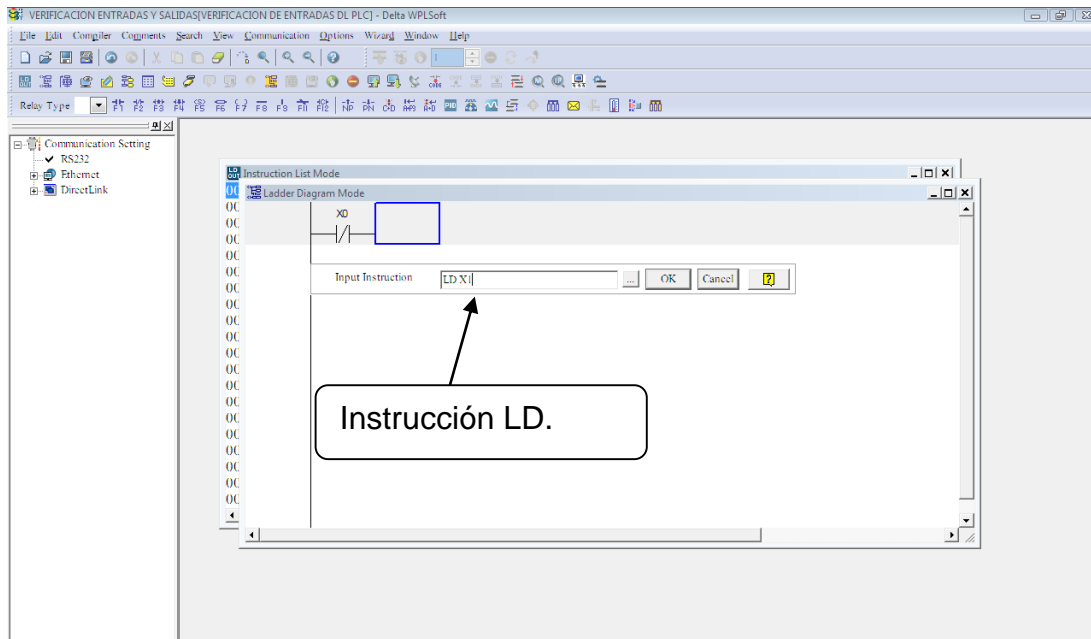 VERIFICACION ENTRADAS Y SALIDAS[VERIFICACION DE ENTRADAS DL PLC] - Delta WPLSoft
File Edit Compiler Comments Search View Communication Options Wizard Window Help
Relay Type
Communication Setting
RS232
Ethernet
DirectLink
Instruction List Mode
Ladder Diagram Mode
X0
Input Instruction LD X1 ... OK Cancel ?
Instrucción LD.